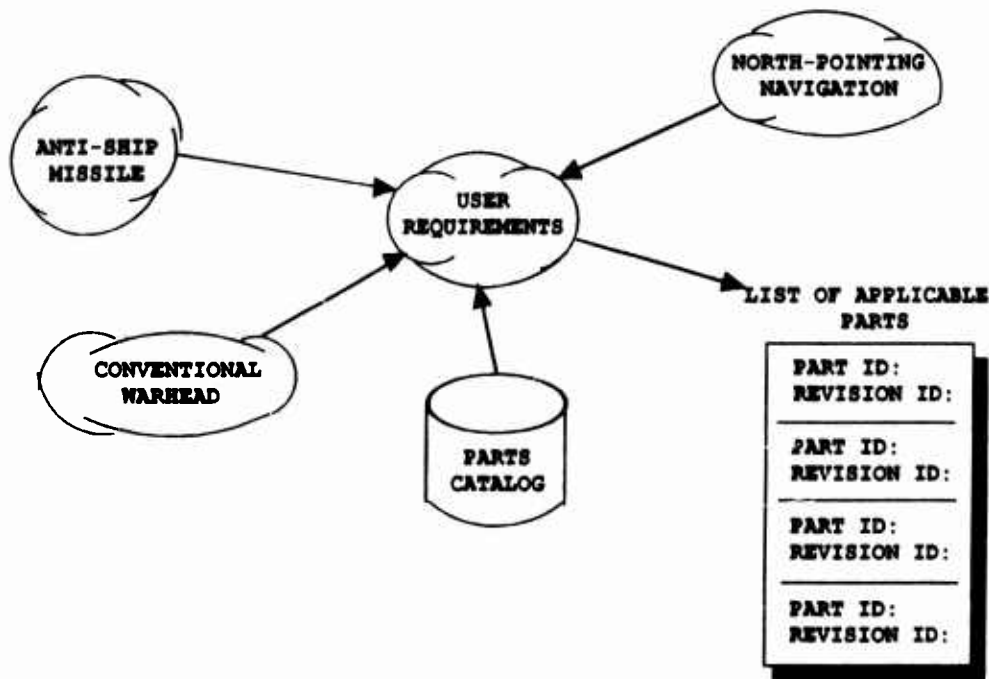 NORTH-POINTING
NAVIGATION
ANTI-SHIP
MISSILE
USER
REQUIREMENTS
LIST OF APPLICABLE
PARTS
CONVENTIONAL
WARHEAD
PARTS
CATALOG
PART ID:
REVISION ID:
PART ID:
REVISION ID:
PART ID:
REVISION ID:
PART ID:
REVISION ID: